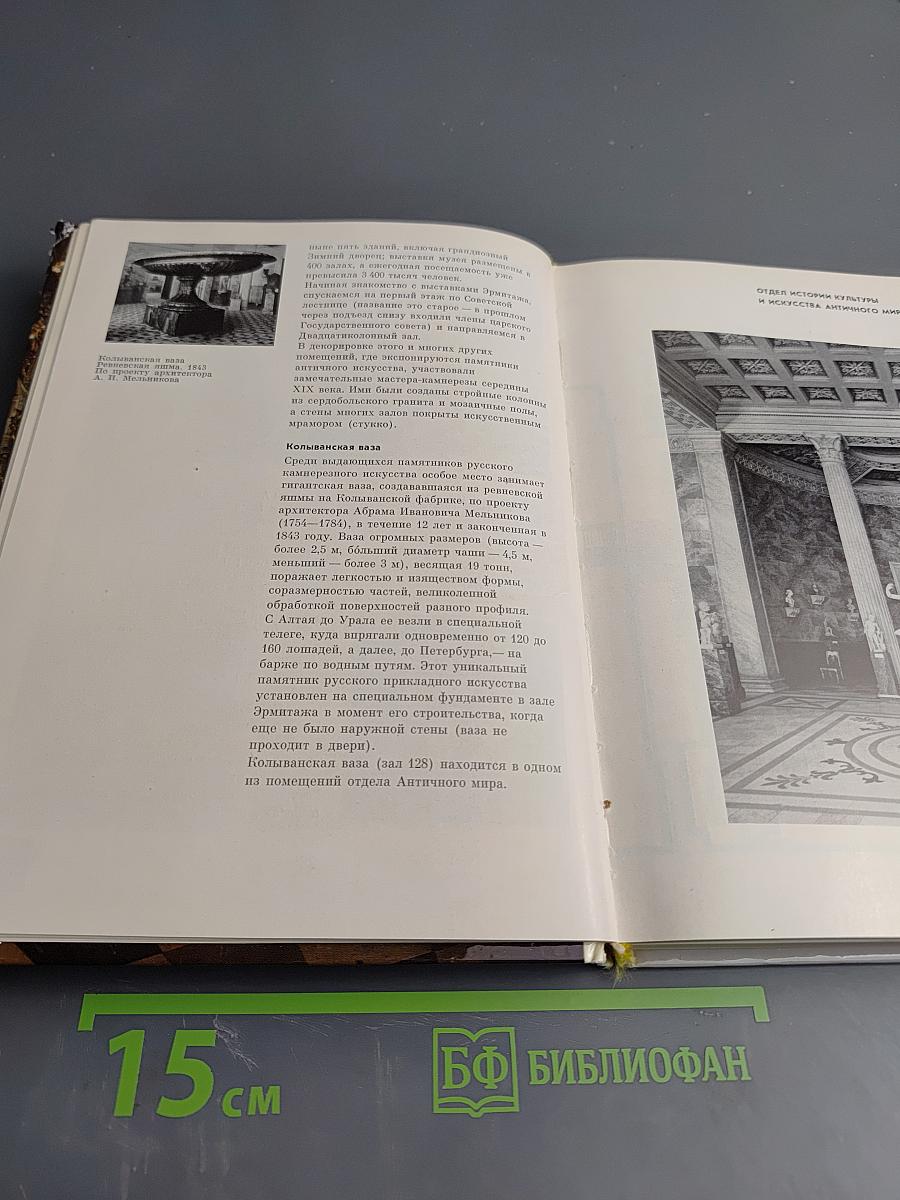 Колыванская ваза
Ревневская яшма. 1843
По проекту архитектора
А. И. Мельникова
ныне пять зданий, включая грандиозный
Зимний дворец; выставки музея размещены в
400 залах, а ежегодная посещаемость уже
превысила 3 400 тысяч человек.
Начиная знакомство с выставками Эрмитажа,
спускаемся на первый этаж по Советской
лестнице (название это старое — в прошлом
через подъезд снизу входили члены царского
Государственного совета) и направляемся в
Двадцатиколонный зал.
В декорировке этого и многих других
помещений, где экспонируются памятники
античного искусства, участвовали
замечательные мастера-камнерезы середины
XIX века. Ими были созданы стройные колонны
из сердобольского гранита и мозаичные полы,
а стены многих залов покрыты искусственным
мрамором (стукко).
Колыванская ваза
Среди выдающихся памятников русского
камнерезного искусства особое место занимает
гигантская ваза, создававшаяся из ревневской
яшмы на Колыванской фабрике, по проекту
архитектора Абрама Ивановича Мельникова
(1754—1784), в течение 12 лет и законченная в
1843 году. Ваза огромных размеров (высота —
более 2,5 м, бо́льший диаметр чаши — 4,5 м,
меньший — более 3 м), весящая 19 тонн,
поражает легкостью и изяществом формы,
соразмерностью частей, великолепной
обработкой поверхностей разного профиля.
С Алтая до Урала ее везли в специальной
телеге, куда впрягали одновременно от 120 до
160 лошадей, а далее, до Петербурга,— на
барже по водным путям. Этот уникальный
памятник русского прикладного искусства
установлен на специальном фундаменте в зале
Эрмитажа в момент его строительства, когда
еще не было наружной стены (ваза не
проходит в двери).
Колыванская ваза (зал 128) находится в одном
из помещений отдела Античного мира.
ОТДЕЛ ИСТОРИИ КУЛЬТУРЫ
И ИСКУССТВА АНТИЧНОГО МИР
15 см
БФ БИБЛИОФАН